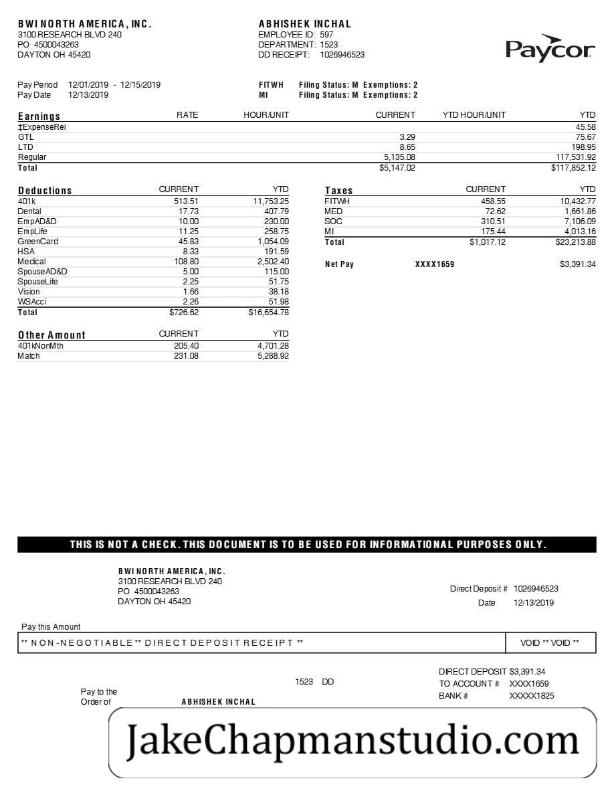 BWI NORTH AMERICA, INC.
3100 RESEARCH BLVD 240
PO 4500043263
DAYTON OH 45420
ABHISHEK INCHAL
EMPLOYEE ID: 597
DEPARTMENT: 1523
DD RECEIPT: 1026946523
Paycor
Pay Period 12/01/2019 - 12/15/2019
Pay Date 12/13/2019
FITWH Filing Status: M Exemptions: 2
MI Filing Status: M Exemptions: 2
Earnings RATE HOUR/UNIT CURRENT YTD HOUR/UNIT YTD
‡ExpenseRei 45.58
GTL 3.29 75.67
LTD 8.65 198.95
Regular 5,135.08 117,531.92
Total $5,147.02 $117,852.12
Deductions CURRENT YTD
401k 513.51 11,753.25
Dental 17.73 407.79
EmpAD&D 10.00 230.00
EmpLife 11.25 258.75
GreenCard 45.83 1,054.09
HSA 8.33 191.59
Medical 108.80 2,502.40
SpouseAD&D 5.00 115.00
SpouseLife 2.25 51.75
Vision 1.66 38.18
WSAcci 2.26 51.98
Total $726.62 $16,654.78
Taxes CURRENT YTD
FITWH 458.55 10,432.77
MED 72.62 1,661.86
SOC 310.51 7,106.09
MI 175.44 4,013.16
Total $1,017.12 $23,213.88
Net Pay XXXX1659 $3,391.34
Other Amount CURRENT YTD
401kNonMth 205.40 4,701.28
Match 231.08 5,288.92
THIS IS NOT A CHECK. THIS DOCUMENT IS TO BE USED FOR INFORMATIONAL PURPOSES ONLY.
BWI NORTH AMERICA, INC.
3100 RESEARCH BLVD 240
PO 4500043263
DAYTON OH 45420
Direct Deposit # 1026946523
Date 12/13/2019
Pay this Amount
** NON-NEGOTIABLE ** DIRECT DEPOSIT RECEIPT ** VOID ** VOID **
1523 DD
DIRECT DEPOSIT $3,391.34
TO ACCOUNT # XXXX1659
BANK # XXXXX1825
Pay to the
Order of ABHISHEK INCHAL
JakeChapmanstudio.com